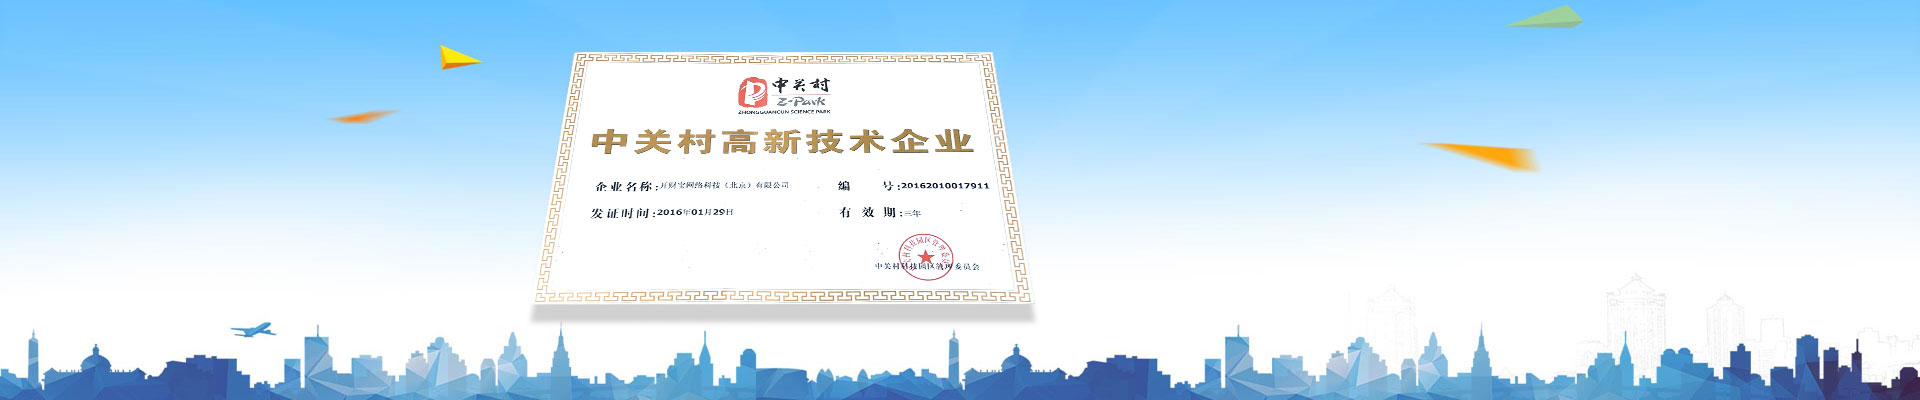 中关村
Z-Park
ZHONGGUANCUN SCIENCE PARK
中关村高新技术企业
企业名称:开财宝网络科技（北京）有限公司
编 号:20162010017911
发证时间:2016年01月29日
有 效 期:三年
中关村科技园区管理委员会